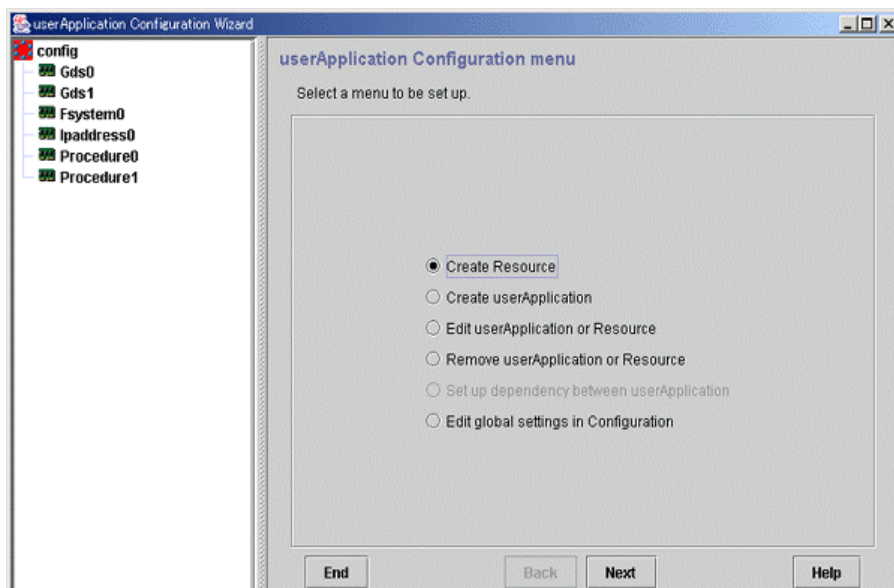 userApplication Configuration Wizard
config
Gds0
Gds1
Fsystem0
Ipaddress0
Procedure0
Procedure1
userApplication Configuration menu
Select a menu to be set up.
Create Resource
Create userApplication
Edit userApplication or Resource
Remove userApplication or Resource
Set up dependency between userApplication
Edit global settings in Configuration
End Back Next Help